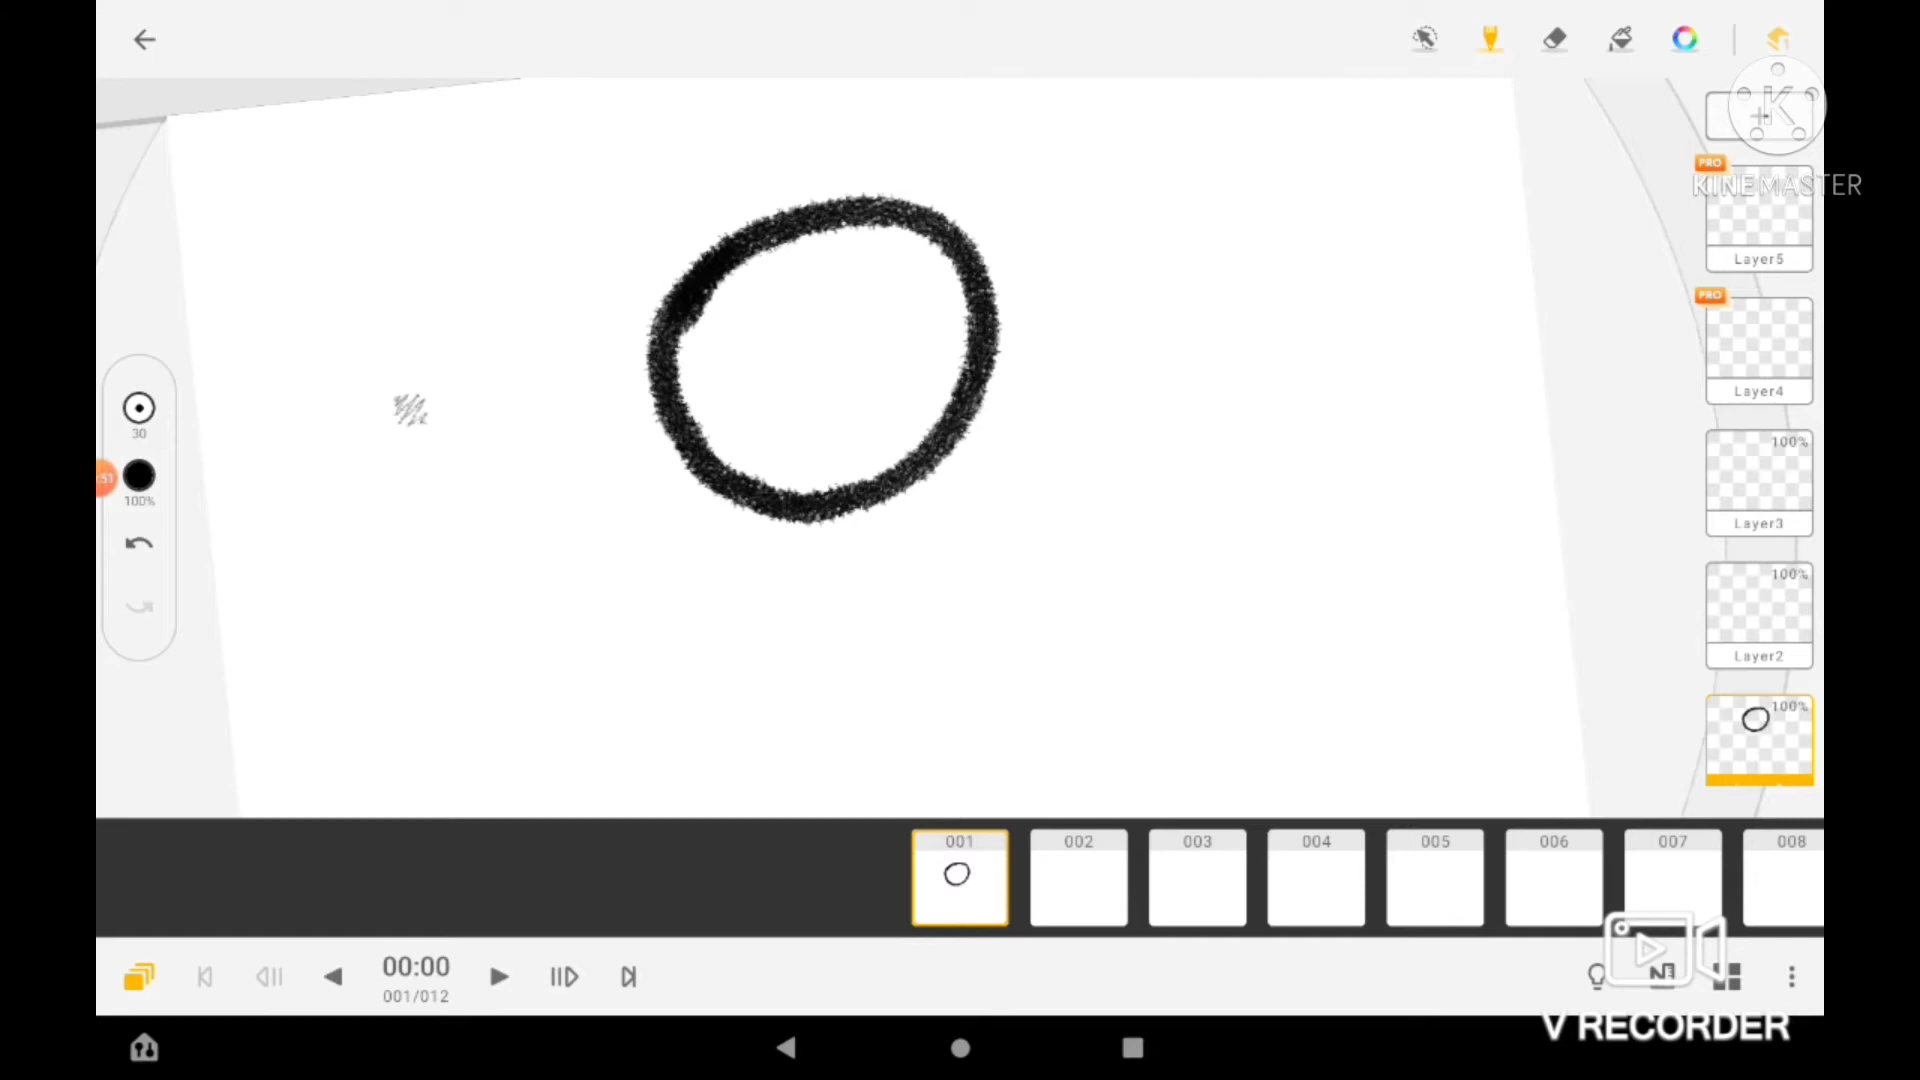 PRO
KINEMASTER
Layer5
PRO
Layer4
100%
Layer3
100%
Layer2
100%
30
51
100%
001 002 003 004 005 006 007 008
00:00
001/012
V RECORDER